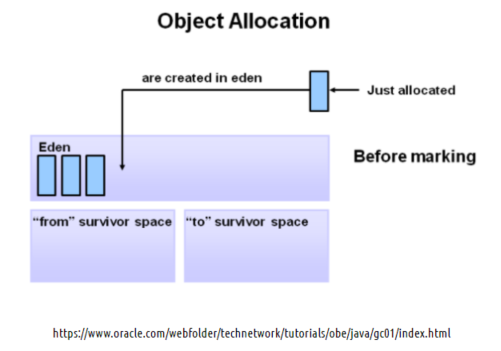 Object Allocation
are created in eden
Just allocated
Eden
Before marking
“from” survivor space
“to” survivor space
https://www.oracle.com/webfolder/technetwork/tutorials/obe/java/gc01/index.html